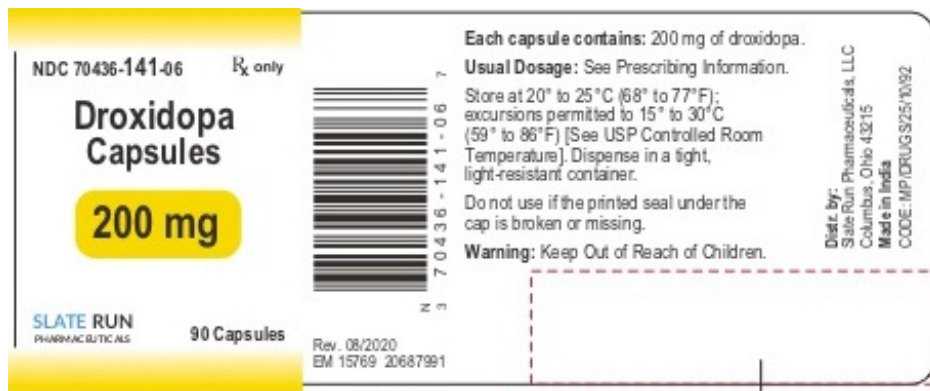 NDC 70436-141-06 Rx only
Droxidopa
Capsules
200 mg
SLATE RUN
PHARMACEUTICALS
90 Capsules
N 3 70436-141-06 7
Rev. 08/2020
EM 15769 20687991
Each capsule contains: 200 mg of droxidopa.
Usual Dosage: See Prescribing Information.
Store at 20° to 25°C (68° to 77°F);
excursions permitted to 15° to 30°C
(59° to 86°F) [See USP Controlled Room
Temperature]. Dispense in a tight,
light-resistant container.
Do not use if the printed seal under the
cap is broken or missing.
Warning: Keep Out of Reach of Children.
Distr. by:
Slate Run Pharmaceuticals, LLC
Columbus, Ohio 43215
Made in India
CODE: MP/DRUGS/25/10/92